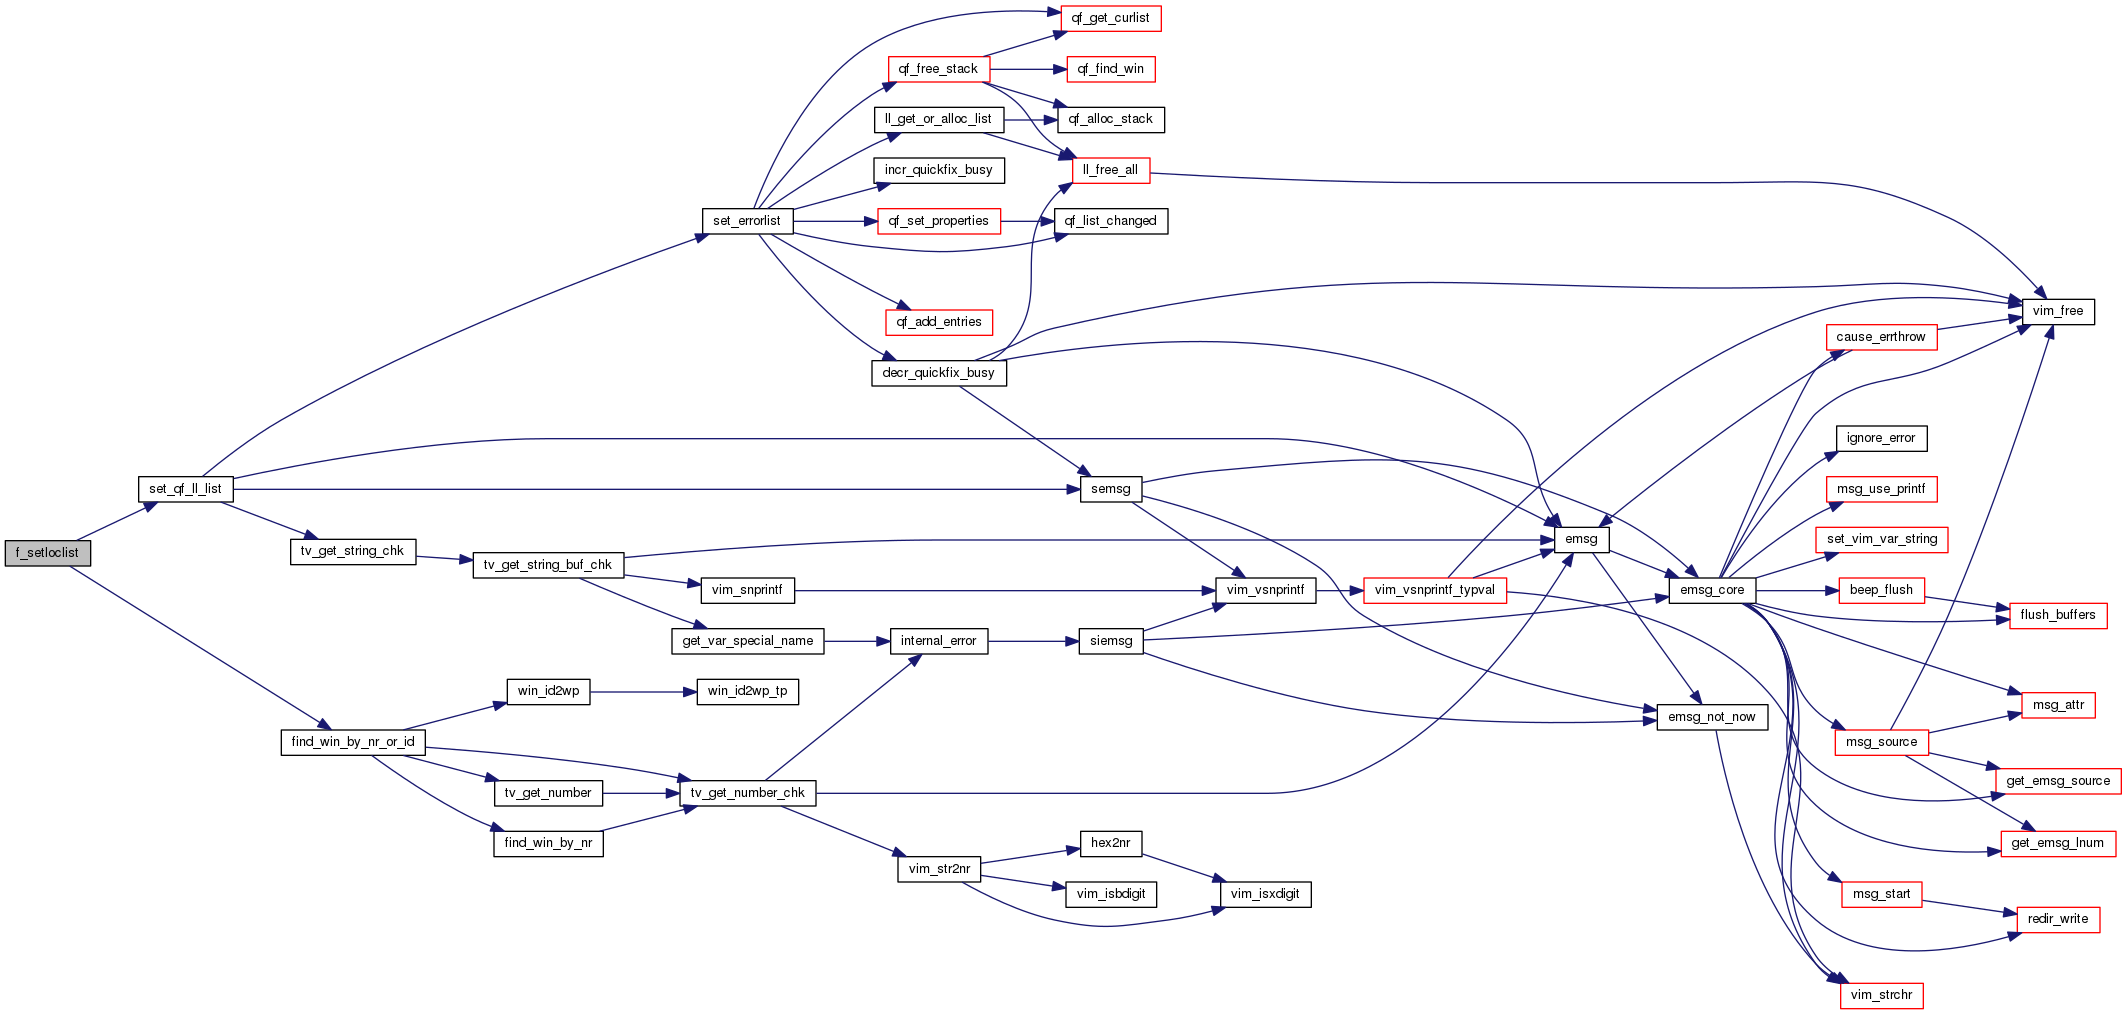 qf_get_curlist
qf_free_stack
qf_find_win
ll_get_or_alloc_list
qf_alloc_stack
incr_quickfix_busy
ll_free_all
set_errorlist
qf_set_properties
qf_list_changed
vim_free
qf_add_entries
cause_errthrow
decr_quickfix_busy
ignore_error
set_qf_ll_list
semsg
msg_use_printf
f_setloclist
tv_get_string_chk
emsg
set_vim_var_string
tv_get_string_buf_chk
vim_snprintf
vim_vsnprintf
vim_vsnprintf_typval
emsg_core
beep_flush
flush_buffers
get_var_special_name
internal_error
siemsg
win_id2wp
win_id2wp_tp
msg_attr
emsg_not_now
find_win_by_nr_or_id
msg_source
get_emsg_source
tv_get_number
tv_get_number_chk
find_win_by_nr
hex2nr
get_emsg_lnum
vim_str2nr
vim_isbdigit
vim_isxdigit
msg_start
redir_write
vim_strchr